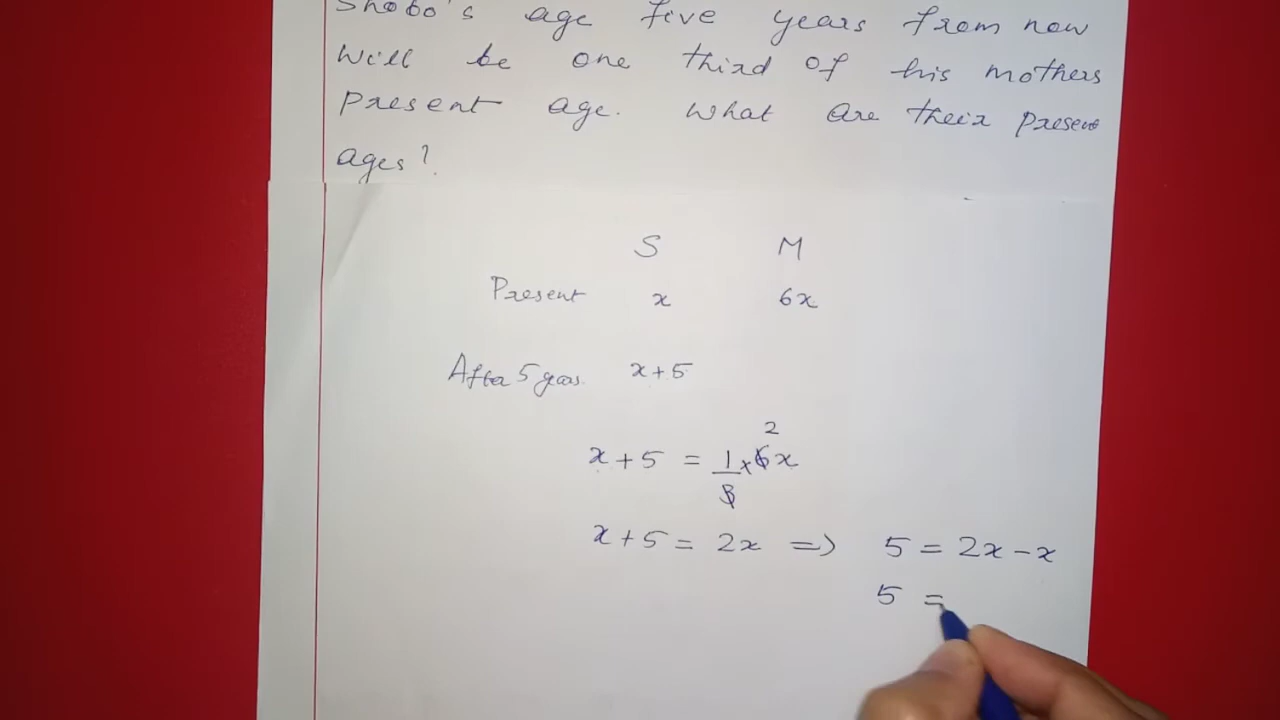 Shobo's age five years from now
will be one third of his mothers
present age. What are their present
ages?
S M
Present x 6x
After 5 years. x+5
2
x+5 = 1/3 × 6x
x+5 = 2x => 5 = 2x-x
5 =